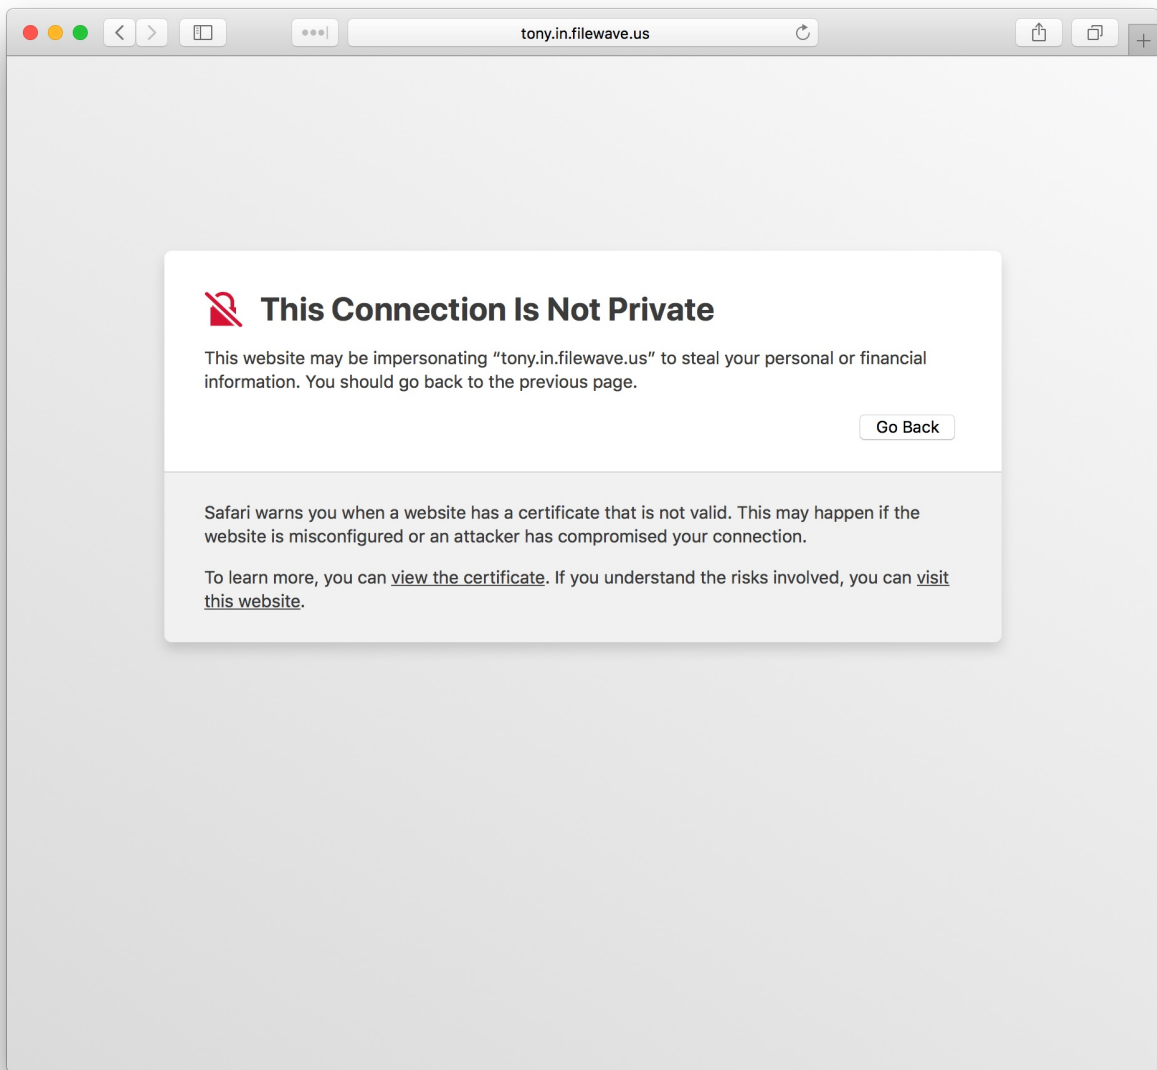 tony.in.filewave.us
This Connection Is Not Private
This website may be impersonating “tony.in.filewave.us” to steal your personal or financial
information. You should go back to the previous page.
Go Back
Safari warns you when a website has a certificate that is not valid. This may happen if the
website is misconfigured or an attacker has compromised your connection.
To learn more, you can view the certificate. If you understand the risks involved, you can visit
this website.